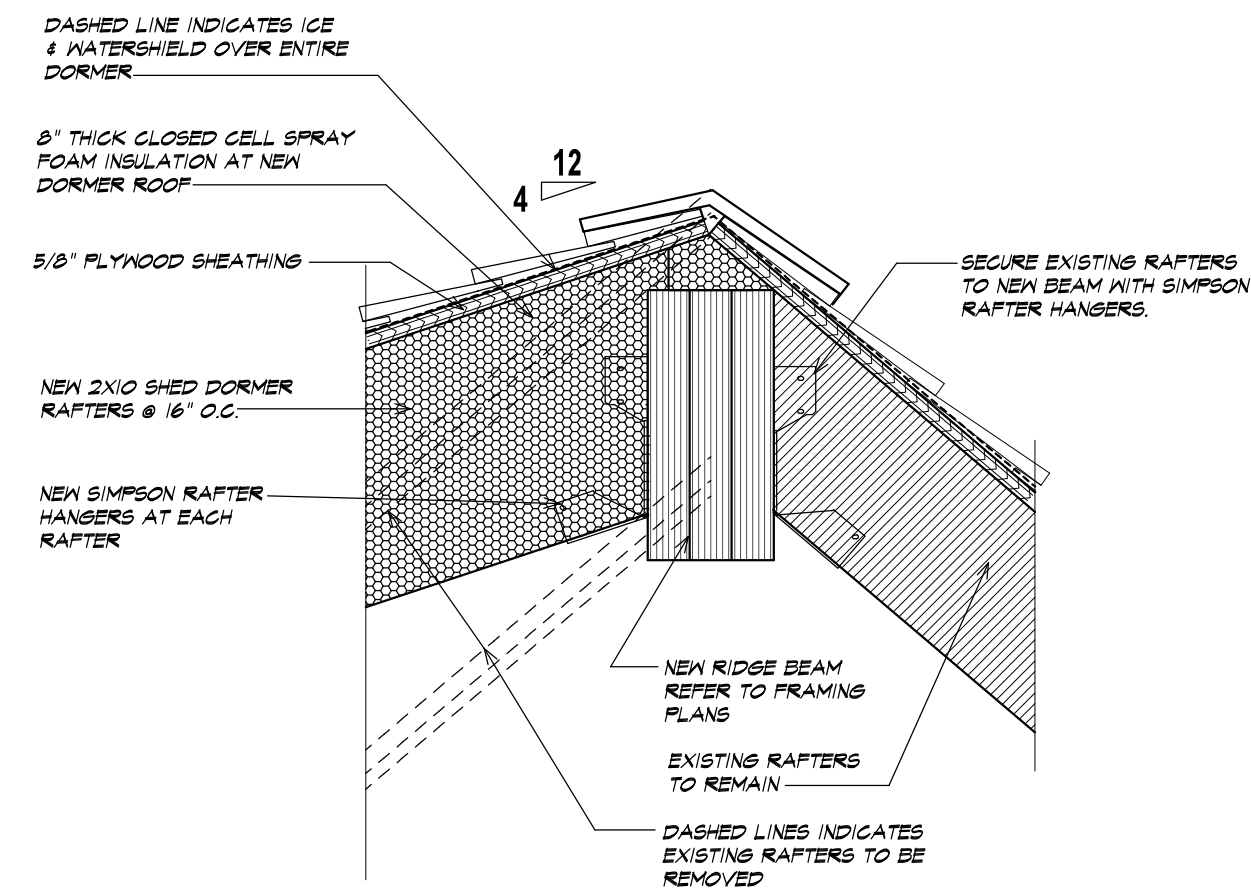 DASHED LINE INDICATES ICE
& WATERSHIELD OVER ENTIRE
DORMER
8" THICK CLOSED CELL SPRAY
FOAM INSULATION AT NEW
DORMER ROOF
12
4
5/8" PLYWOOD SHEATHING
SECURE EXISTING RAFTERS
TO NEW BEAM WITH SIMPSON
RAFTER HANGERS.
NEW 2X10 SHED DORMER
RAFTERS @ 16" O.C.
NEW SIMPSON RAFTER
HANGERS AT EACH
RAFTER
NEW RIDGE BEAM
REFER TO FRAMING
PLANS
EXISTING RAFTERS
TO REMAIN
DASHED LINES INDICATES
EXISTING RAFTERS TO BE
REMOVED